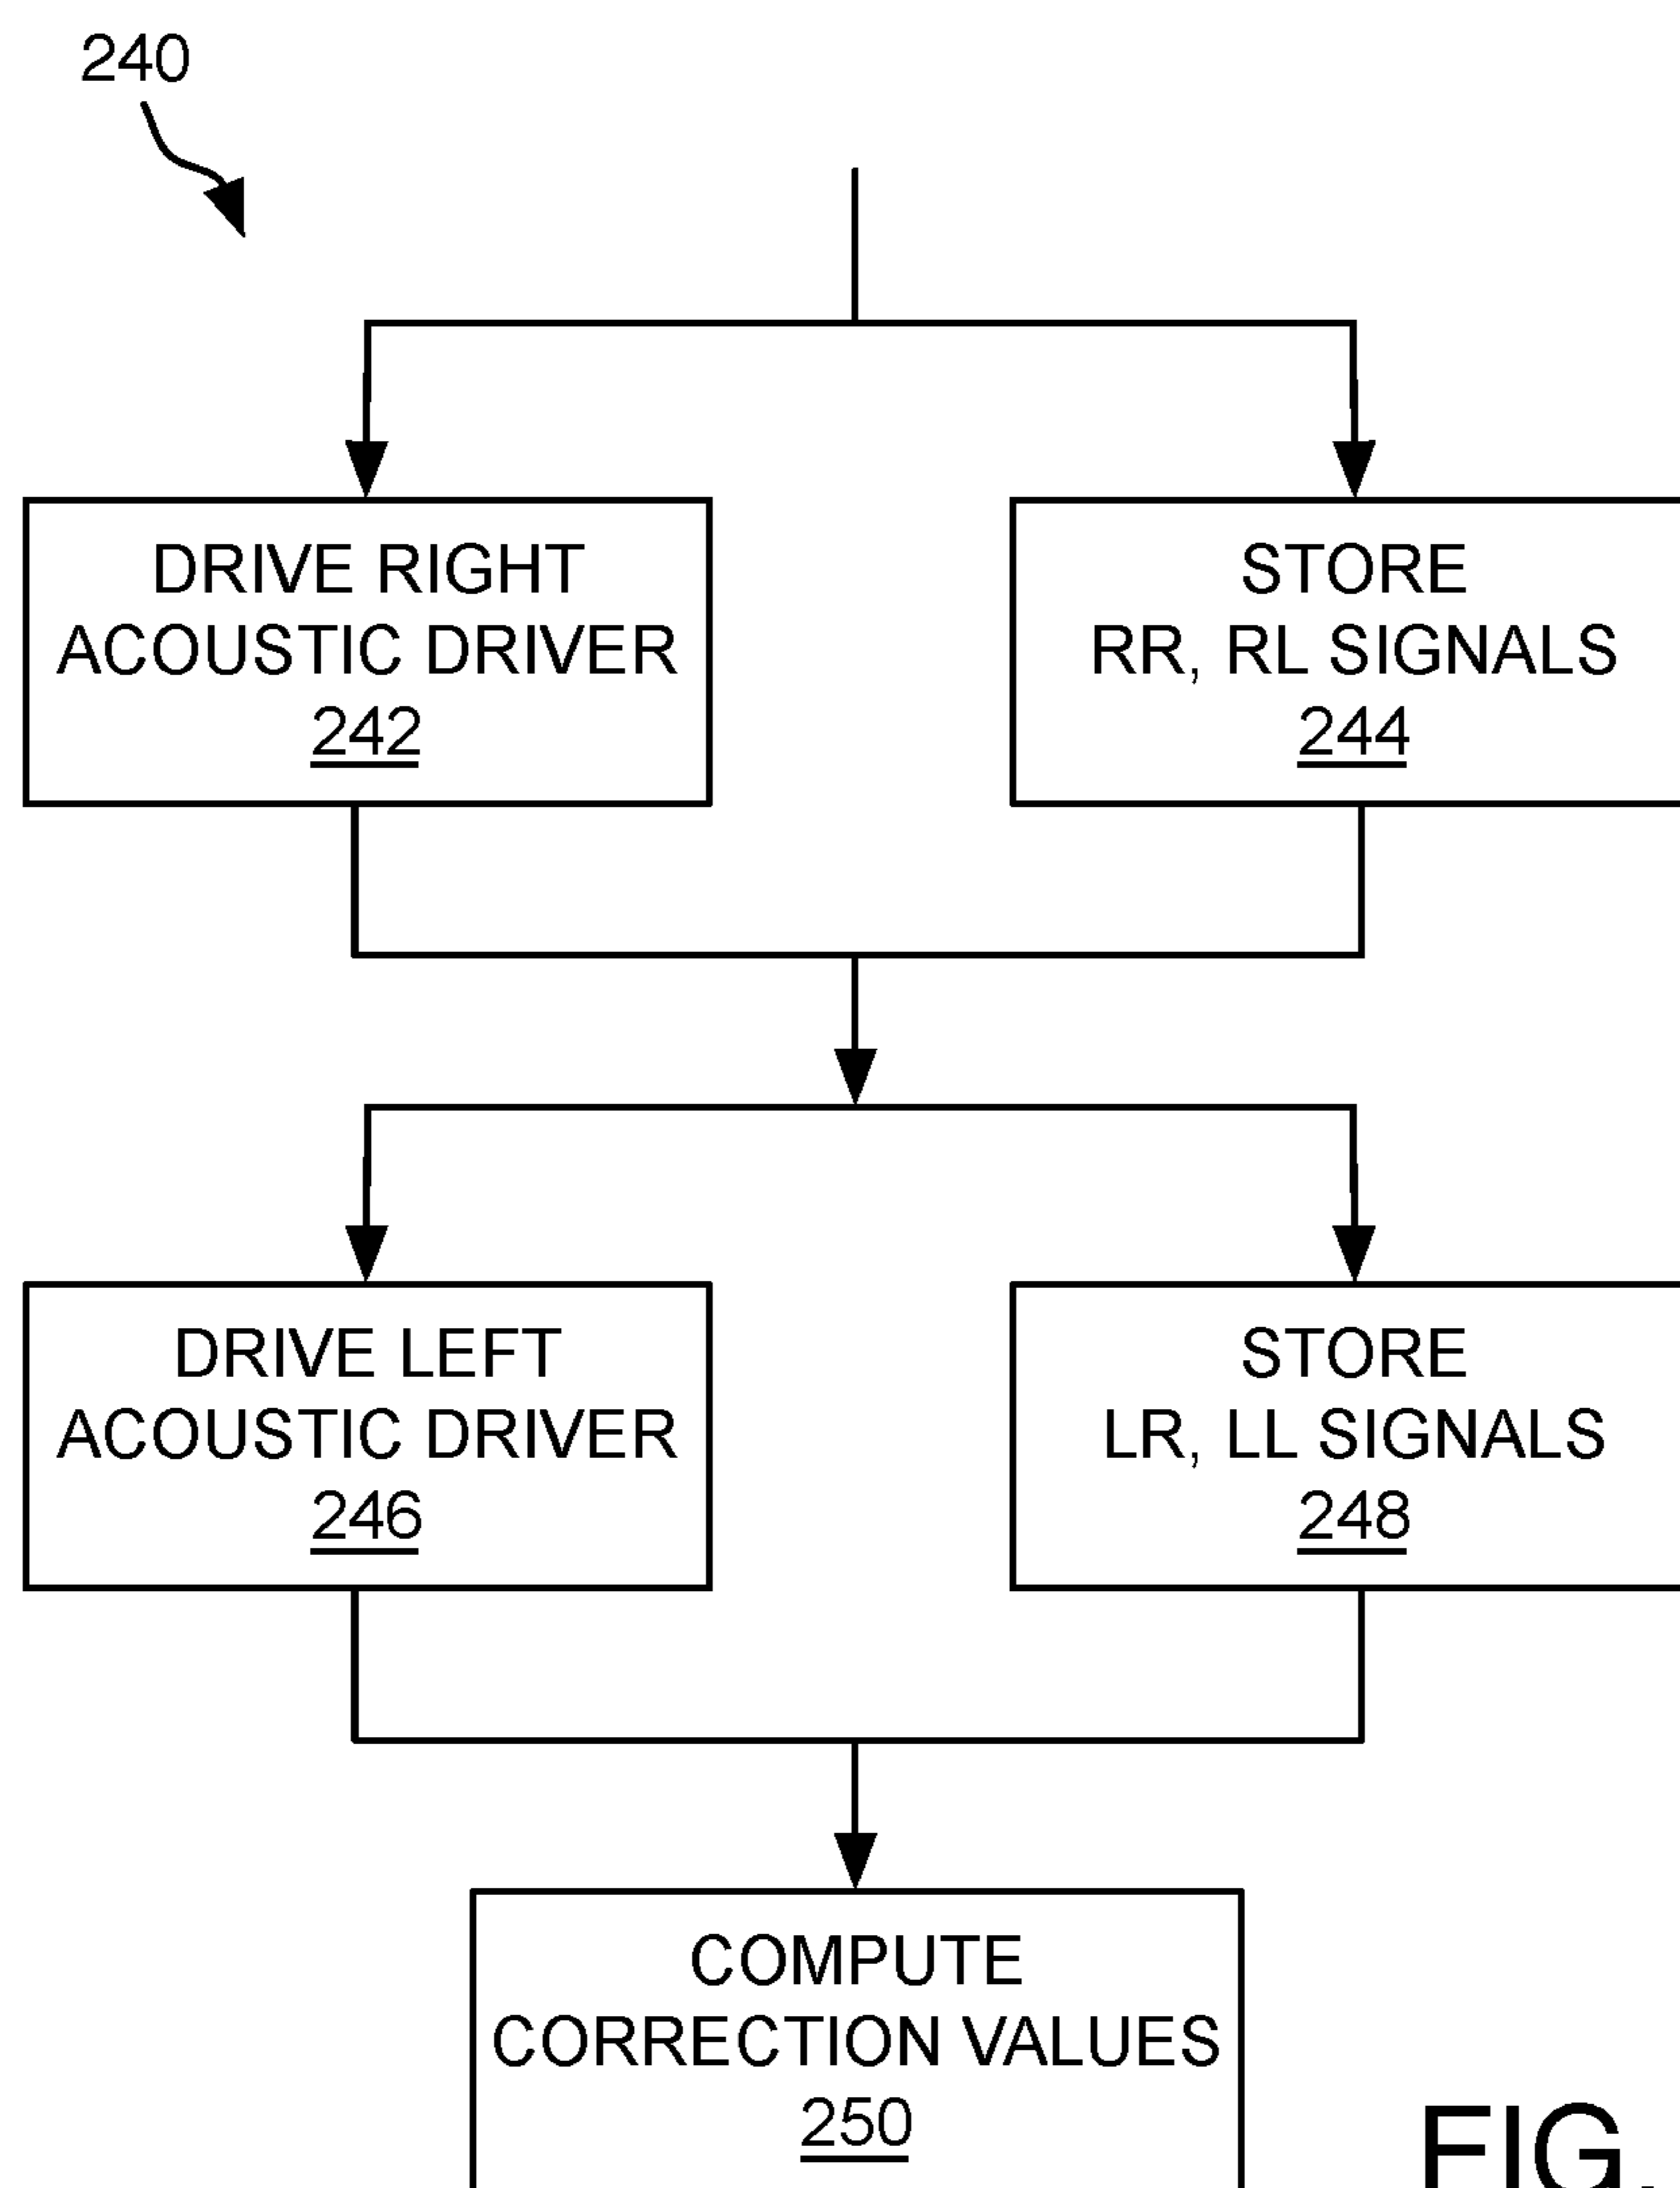 240
DRIVE RIGHT
ACOUSTIC DRIVER
242
STORE
RR, RL SIGNALS
244
DRIVE LEFT
ACOUSTIC DRIVER
246
STORE
LR, LL SIGNALS
248
COMPUTE
CORRECTION VALUES
250
FIG.